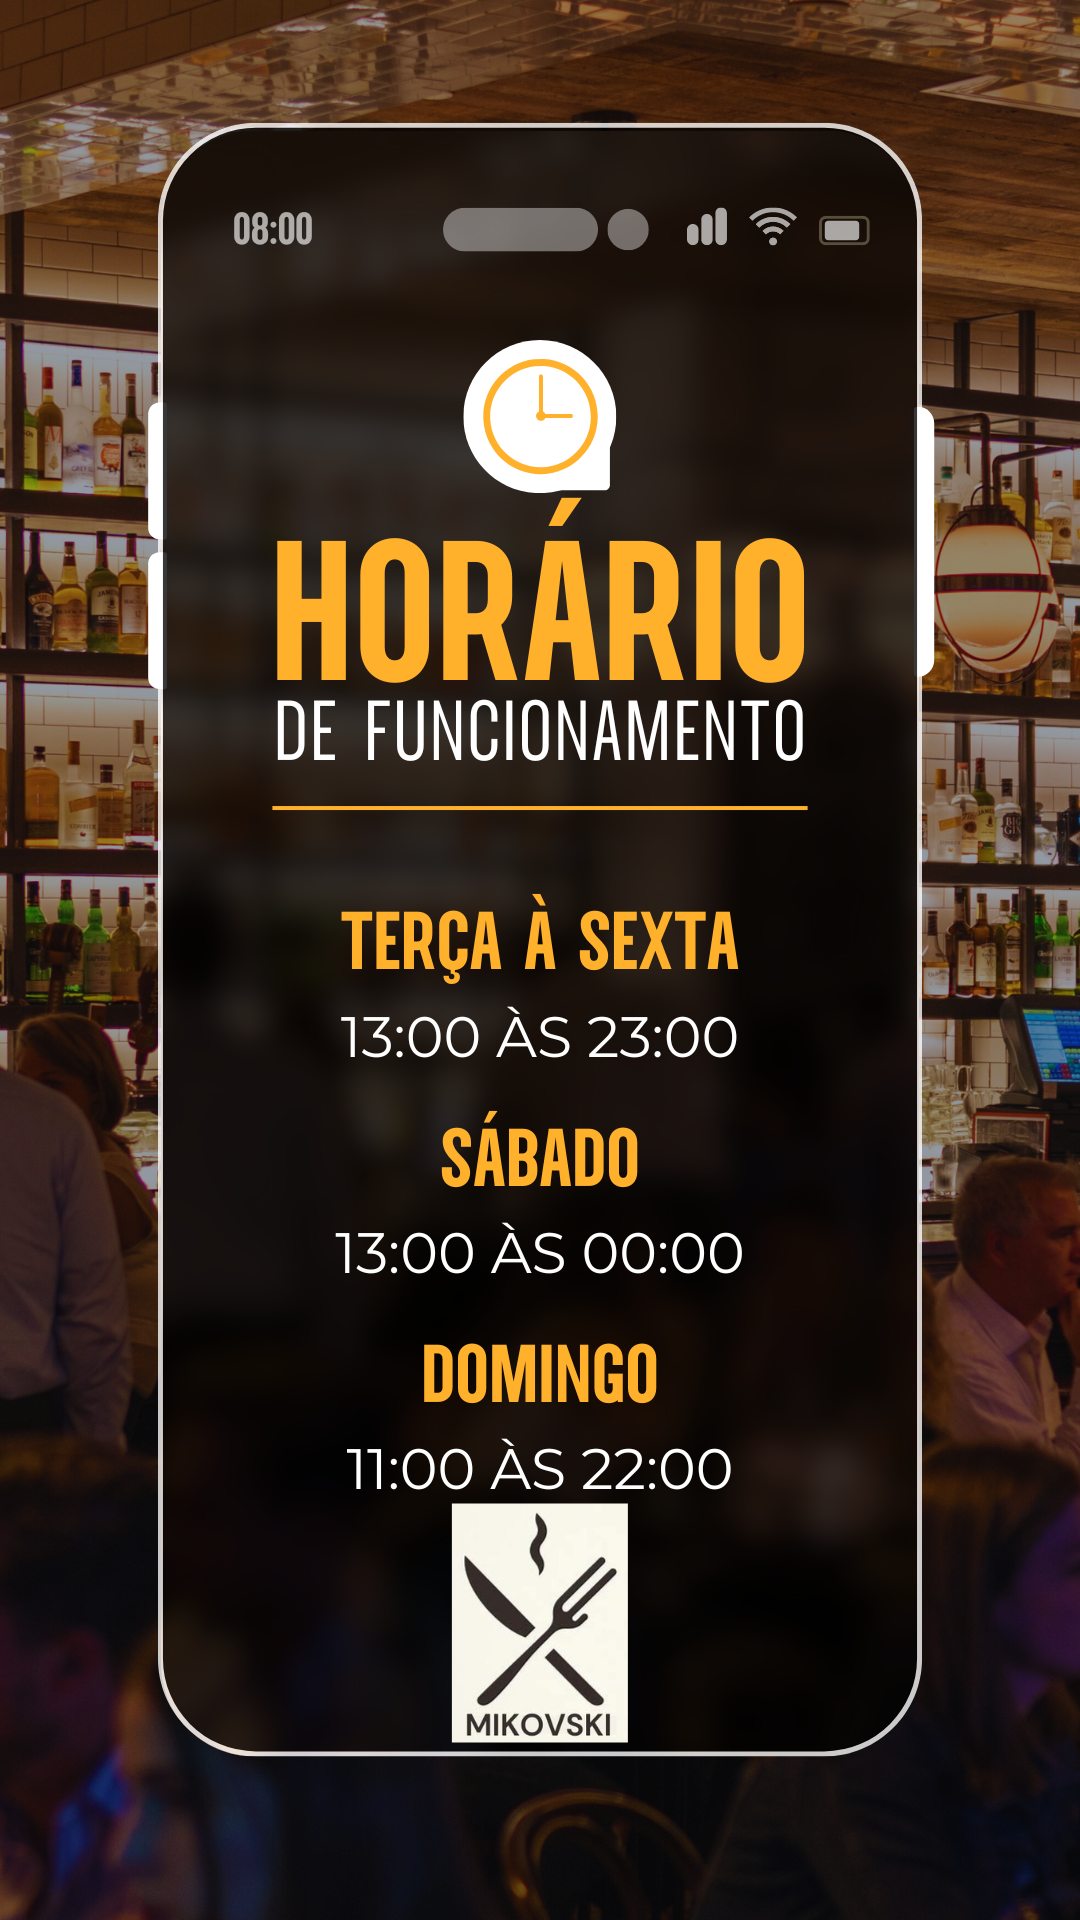 08:00
HORÁRIO
DE FUNCIONAMENTO
TERÇA À SEXTA
13:00 ÀS 23:00
SÁBADO
13:00 ÀS 00:00
DOMINGO
11:00 ÀS 22:00
MIKOVSKI